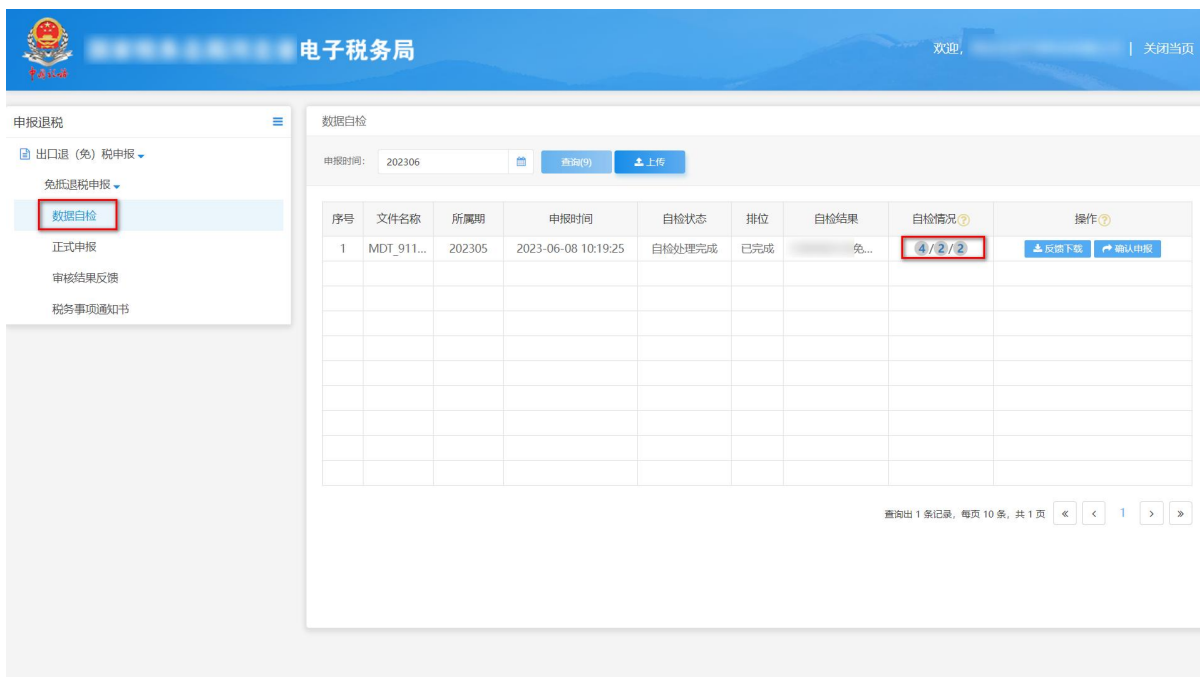 电子税务局
欢迎,
| 关闭当页
中国税务
申报退税
出口退（免）税申报
免抵退税申报
数据自检
正式申报
审核结果反馈
税务事项通知书
数据自检
申报时间: 202306 查询(9) 上传
序号 文件名称 所属期 申报时间 自检状态 排位 自检结果 自检情况? 操作?
1 MDT_911... 202305 2023-06-08 10:19:25 自检处理完成 已完成 免... 4/2/2 反馈下载 确认申报
查询出 1 条记录, 每页 10 条, 共 1 页 « < 1 > »